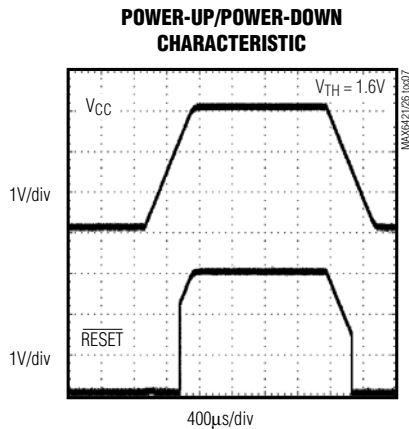 POWER-UP/POWER-DOWN
CHARACTERISTIC
VCC
VTH = 1.6V
MAX6421/26 toc07
1V/div
RESET
1V/div
400μs/div